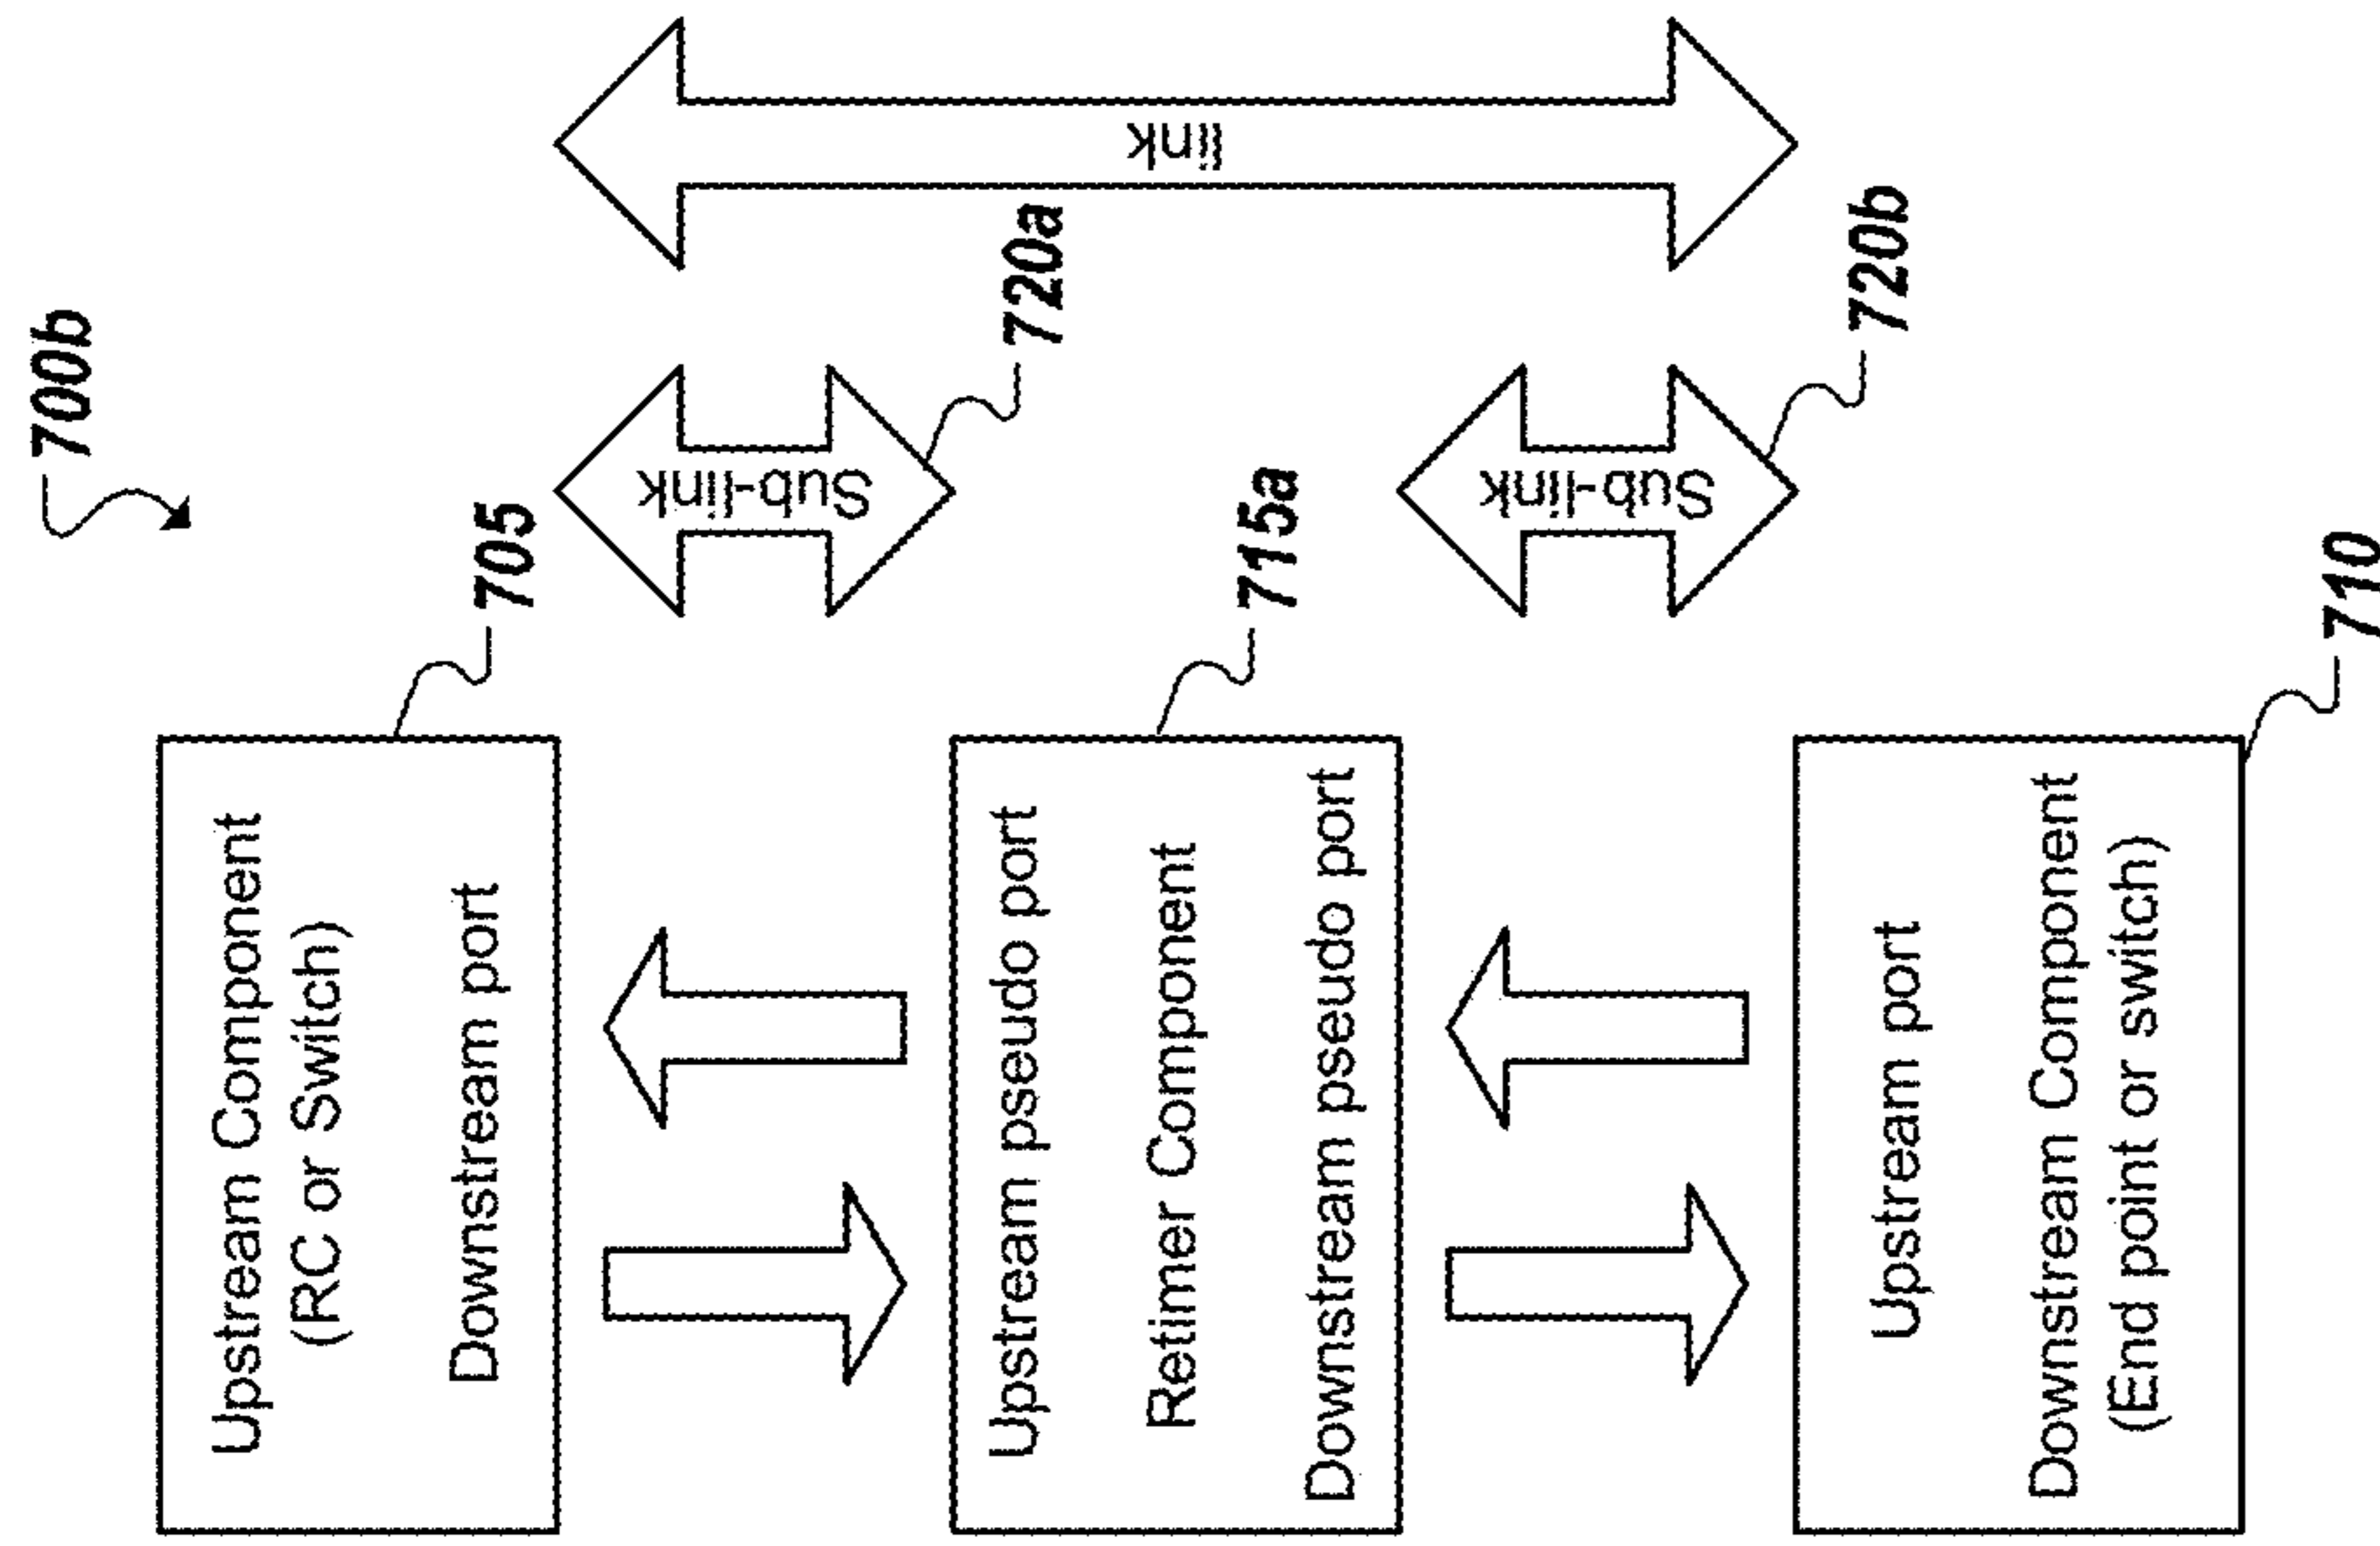 700b
Upstream Component
(RC or Switch)
Downstream port
705
Sub-link
720a
link
Upstream pseudo port
Retimer Component
Downstream pseudo port
715a
Sub-link
720b
Upstream port
Downstream Component
(End point or switch)
710